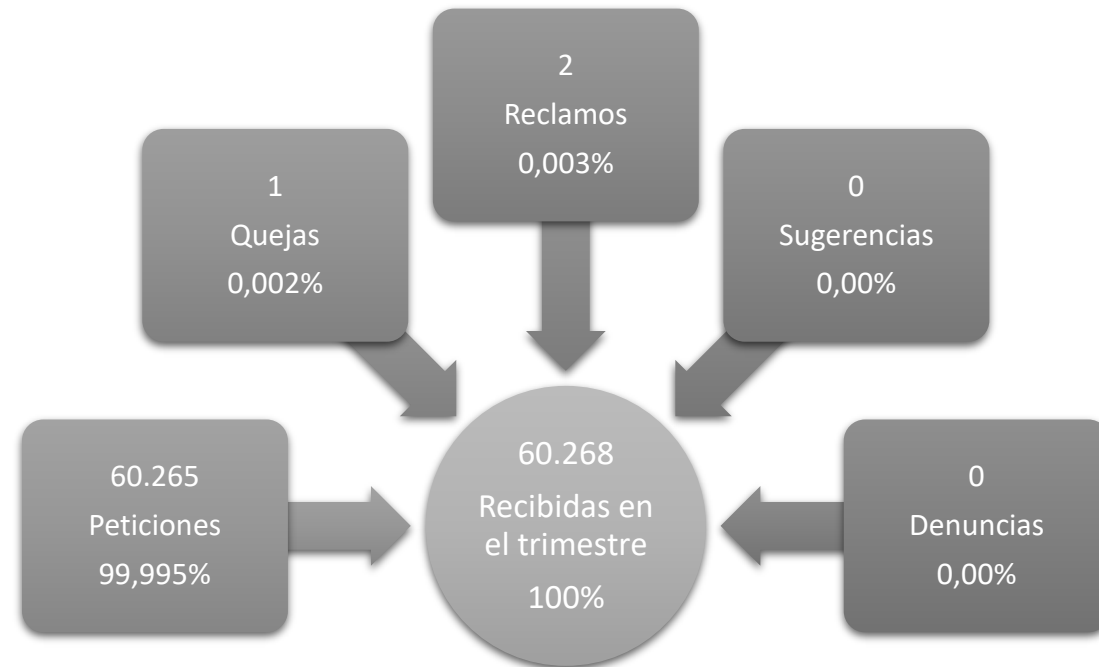 2
Reclamos
0,003%
1
Quejas
0,002%
0
Sugerencias
0,00%
60.265
Peticiones
99,995%
60.268
Recibidas en
el trimestre
100%
0
Denuncias
0,00%